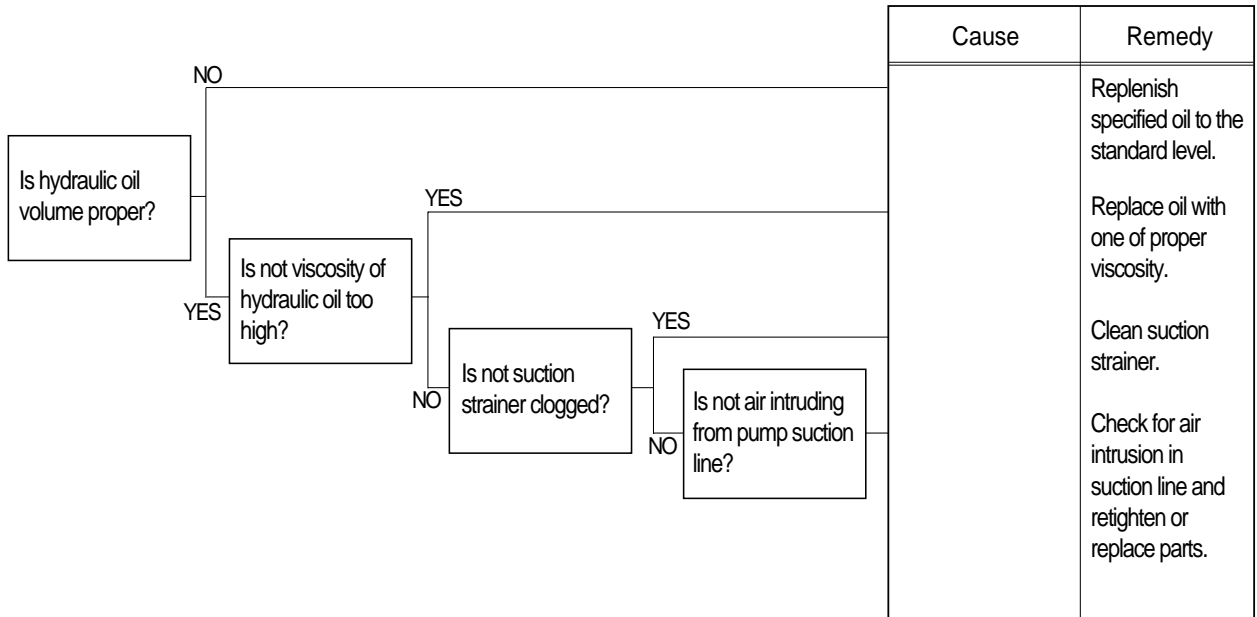 Cause
Remedy
NO
Replenish
specified oil to the
standard level.
Is hydraulic oil
volume proper?
YES
Replace oil with
one of proper
viscosity.
Is not viscosity of
hydraulic oil too
high?
YES
YES
Clean suction
strainer.
Is not suction
strainer clogged?
NO
Is not air intruding
from pump suction
line?
NO
Check for air
intrusion in
suction line and
retighten or
replace parts.